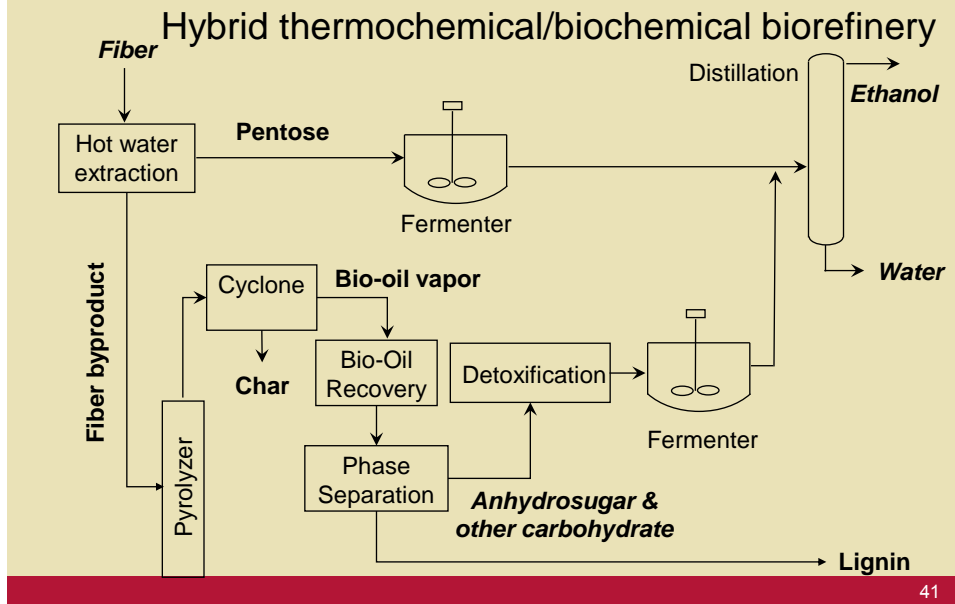 Hybrid thermochemical/biochemical biorefinery
Fiber
Distillation
Ethanol
Hot water
extraction
Pentose
Fermenter
Water
Fiber byproduct
Cyclone
Bio-oil vapor
Char
Bio-Oil
Recovery
Detoxification
Fermenter
Pyrolyzer
Phase
Separation
Anhydrosugar &
other carbohydrate
Lignin
41